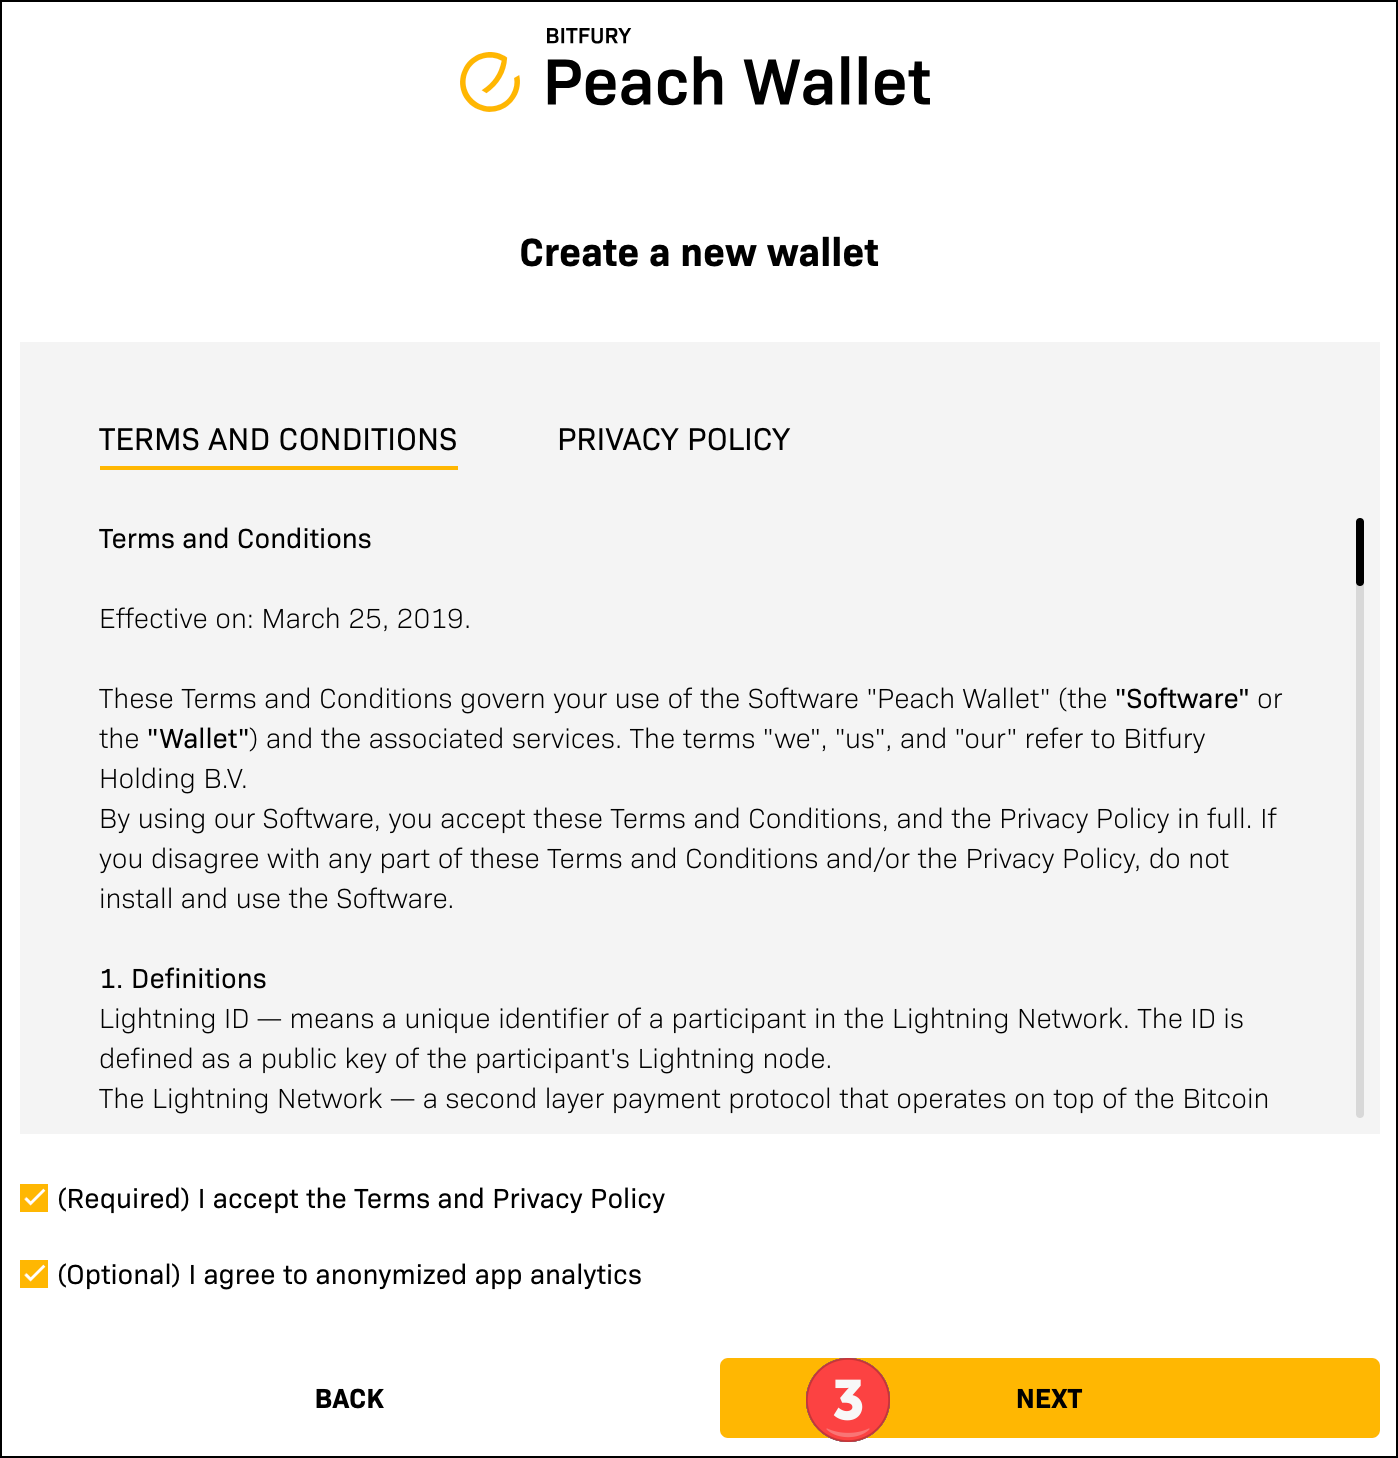 BITFURY
Peach Wallet
Create a new wallet
TERMS AND CONDITIONS
PRIVACY POLICY
Terms and Conditions
Effective on: March 25, 2019.
These Terms and Conditions govern your use of the Software "Peach Wallet" (the "Software" or
the "Wallet") and the associated services. The terms "we", "us", and "our" refer to Bitfury
Holding B.V.
By using our Software, you accept these Terms and Conditions, and the Privacy Policy in full. If
you disagree with any part of these Terms and Conditions and/or the Privacy Policy, do not
install and use the Software.
1. Definitions
Lightning ID — means a unique identifier of a participant in the Lightning Network. The ID is
defined as a public key of the participant's Lightning node.
The Lightning Network — a second layer payment protocol that operates on top of the Bitcoin
(Required) I accept the Terms and Privacy Policy
(Optional) I agree to anonymized app analytics
BACK
3
NEXT